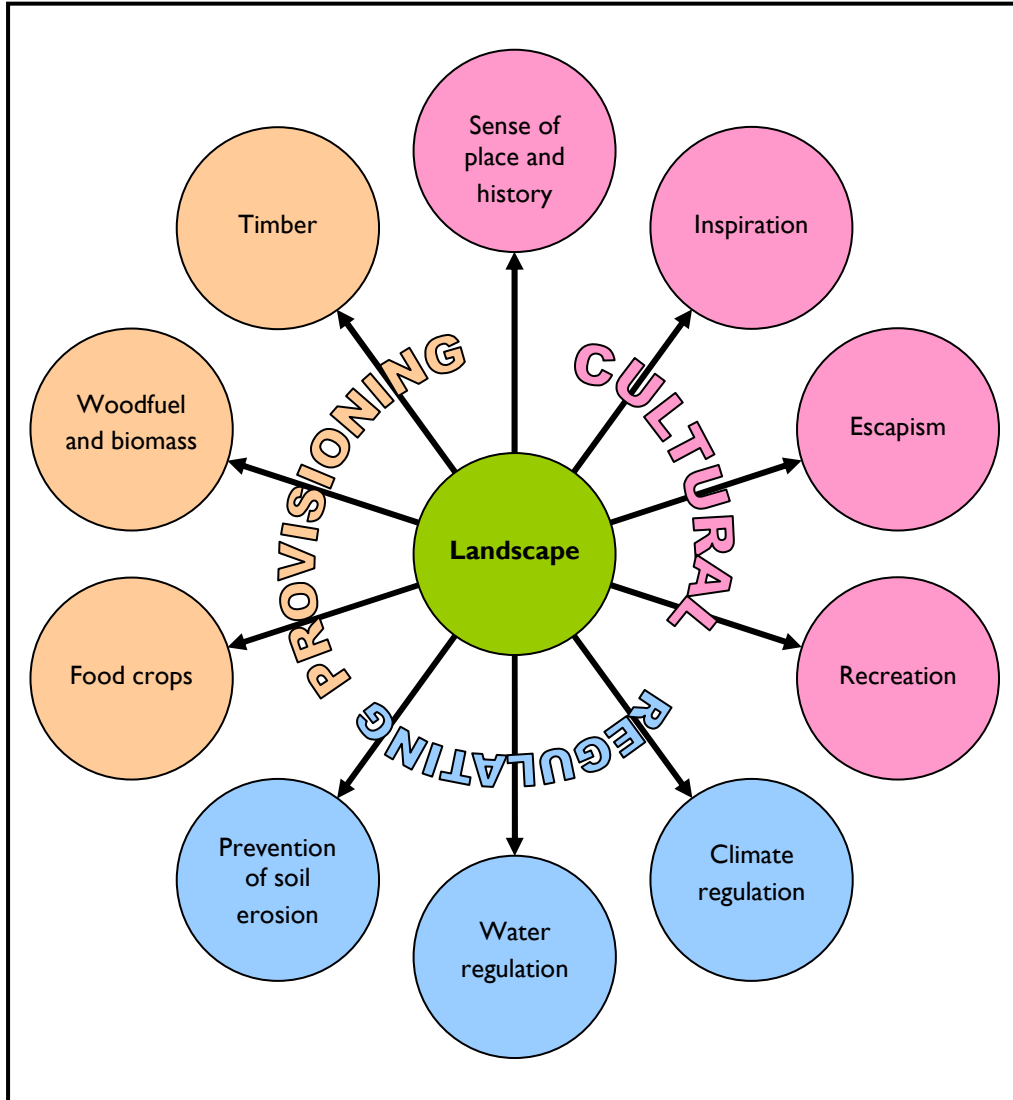 Sense of
place and
history
Timber
Inspiration
PROVISIONING
CULTURAL
Woodfuel
and biomass
Escapism
Landscape
Food crops
Recreation
REGULATING
Prevention
of soil
erosion
Climate
regulation
Water
regulation